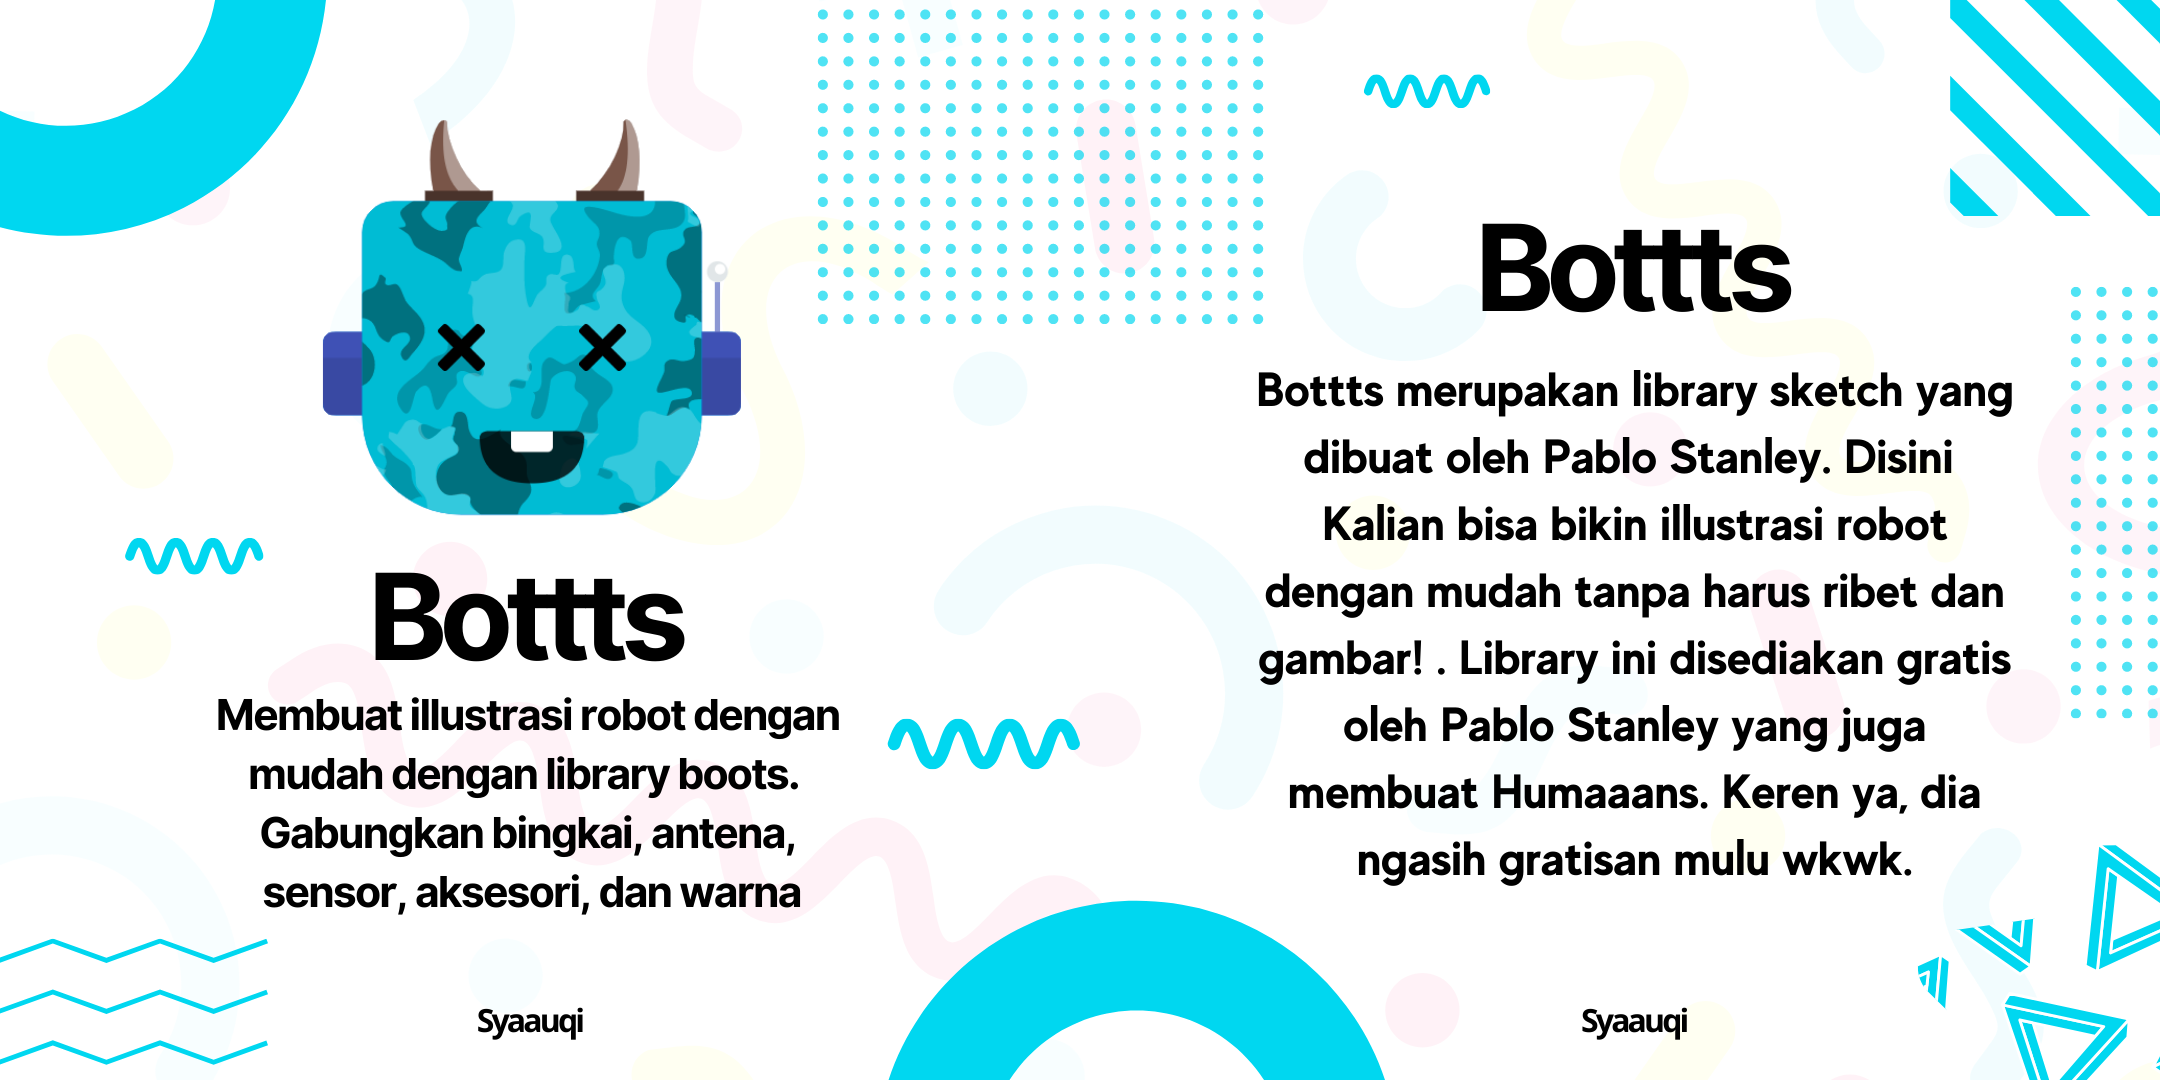 Bottts
Membuat illustrasi robot dengan
mudah dengan library boots.
Gabungkan bingkai, antena,
sensor, aksesori, dan warna
Syaauqi
Bottts
Bottts merupakan library sketch yang
dibuat oleh Pablo Stanley. Disini
Kalian bisa bikin illustrasi robot
dengan mudah tanpa harus ribet dan
gambar! . Library ini disediakan gratis
oleh Pablo Stanley yang juga
membuat Humaaans. Keren ya, dia
ngasih gratisan mulu wkwk.
Syaauqi